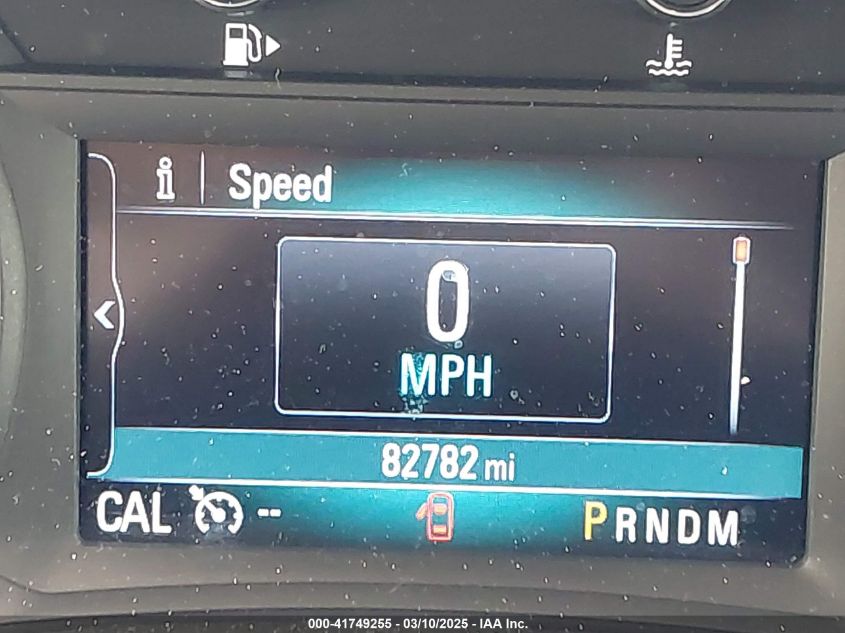 i Speed
0
MPH
82782 mi
CAL -- PRNDM
000-41749255 - 03/10/2025 - IAA Inc.